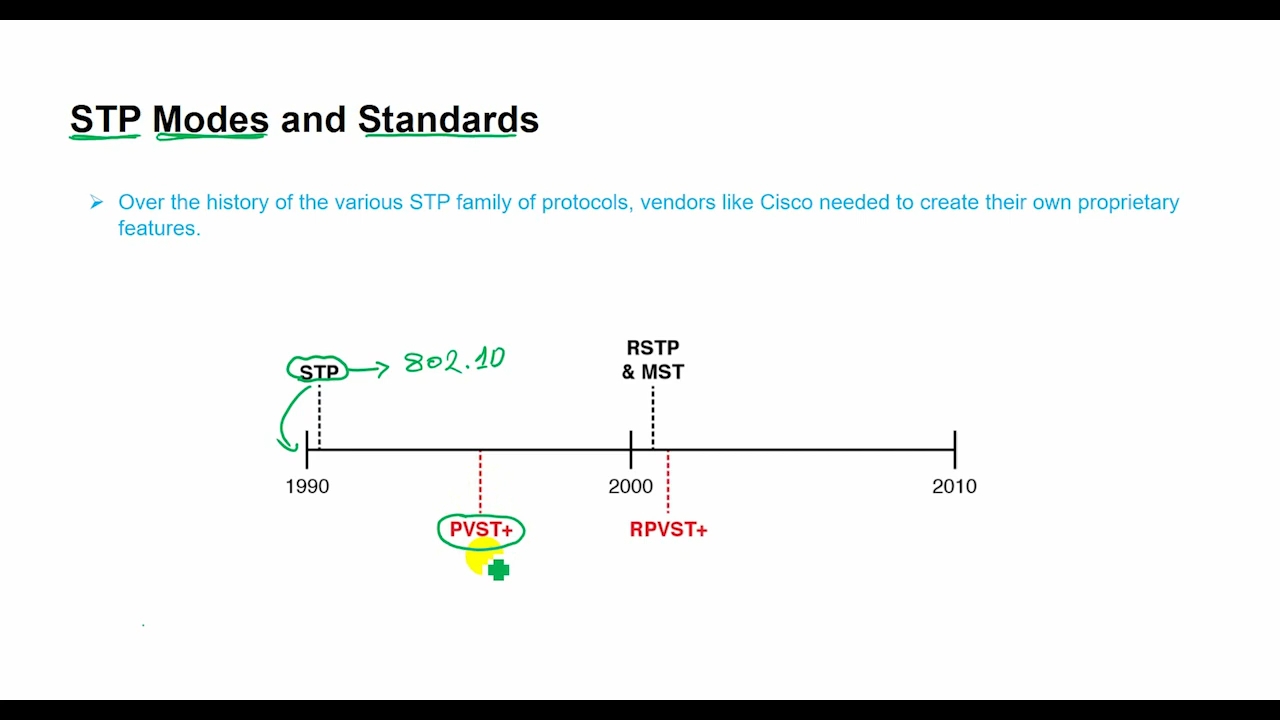 STP Modes and Standards
Over the history of the various STP family of protocols, vendors like Cisco needed to create their own proprietary
features.
RSTP
& MST
STP 802.1D
1990 2000 2010
PVST+ RPVST+